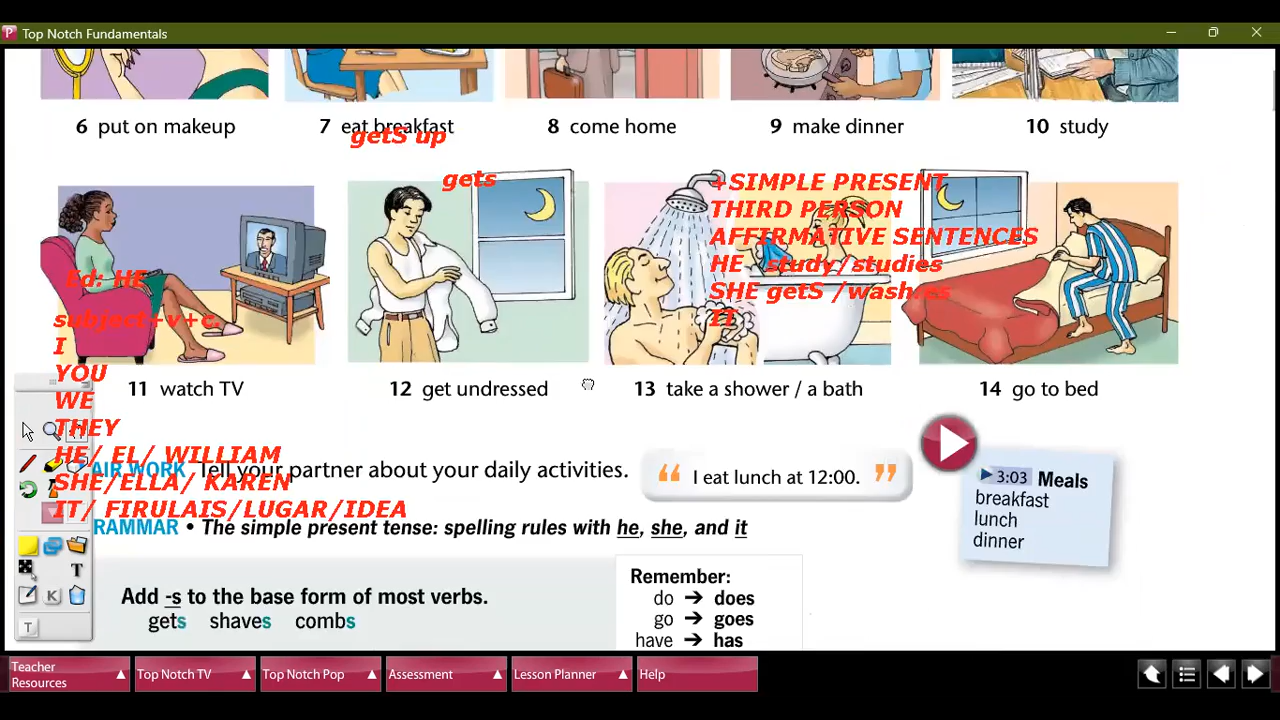 Top Notch Fundamentals
6 put on makeup
7 eat breakfast
8 come home
9 make dinner
10 study
getS up
gets
+SIMPLE PRESENT
THIRD PERSON
AFFIRMATIVE SENTENCES
HE study/studies
SHE getS /wash.es
IT
Ed: HE
subject+v+c.
I
YOU
WE
THEY
HE/ EL/ WILLIAM
SHE/ELLA/ KAREN
IT/ FIRULAIS/LUGAR/IDEA
11 watch TV
12 get undressed
13 take a shower / a bath
14 go to bed
AIR WORK Tell your partner about your daily activities.
“ I eat lunch at 12:00. ”
3:03 Meals
breakfast
lunch
dinner
RAMMAR • The simple present tense: spelling rules with he, she, and it
Add -s to the base form of most verbs.
gets shaves combs
Remember:
do → does
go → goes
have → has
K
T
T
Teacher
Resources
Top Notch TV
Top Notch Pop
Assessment
Lesson Planner
Help